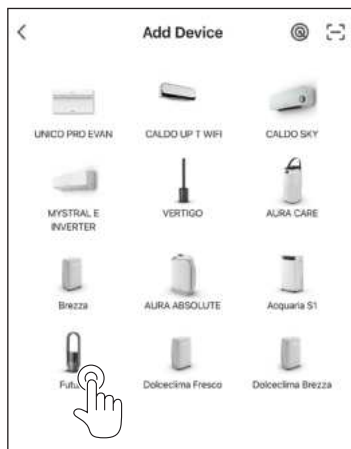 Add Device
UNICO PRO EVAN CALDO UP T WIFI CALDO SKY
MYSTRAL E VERTIGO AURA CARE
INVERTER
Brezza AURA ABSOLUTE Acquaria S1
Dolceclima Fresco Dolceclima Brezza